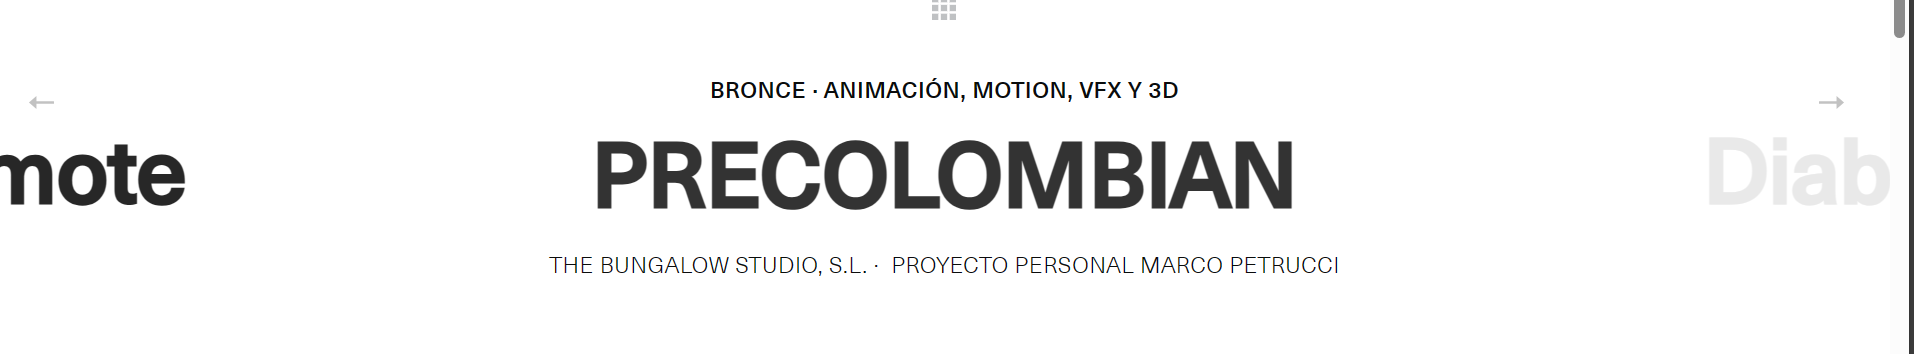 BRONCE · ANIMACIÓN, MOTION, VFX Y 3D
mote
PRECOLOMBIAN
Diab
THE BUNGALOW STUDIO, S.L. · PROYECTO PERSONAL MARCO PETRUCCI